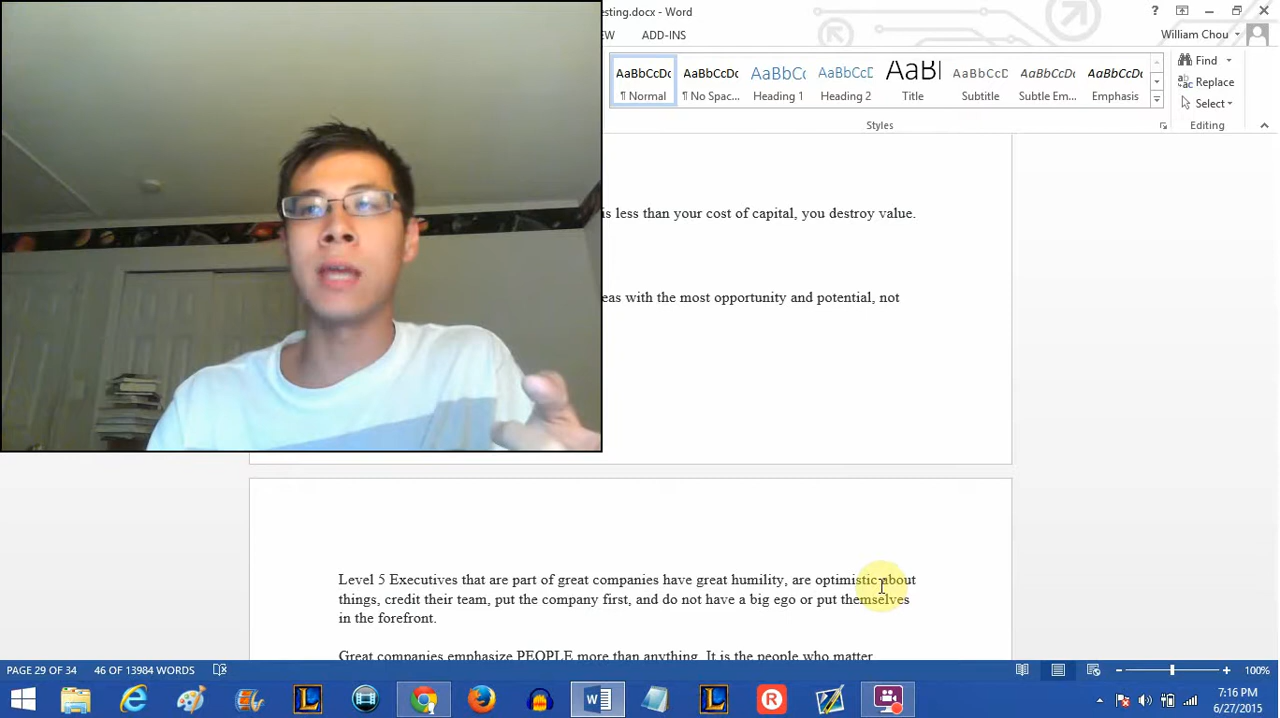 esting.docx - Word
?
EW ADD-INS
William Chou
AaBbCcDc AaBbCcDc AaBbCc AaBbCcD AaB AaBbCcD AaBbCcDc AaBbCcDc
¶ Normal ¶ No Spac... Heading 1 Heading 2 Title Subtitle Subtle Em... Emphasis
Find
Replace
Select
Styles
Editing
is less than your cost of capital, you destroy value.
eas with the most opportunity and potential, not
Level 5 Executives that are part of great companies have great humility, are optimistic about
things, credit their team, put the company first, and do not have a big ego or put themselves
in the forefront.
Great companies emphasize PEOPLE more than anything. It is the people who matter
PAGE 29 OF 34 46 OF 13984 WORDS
100%
7:16 PM
6/27/2015